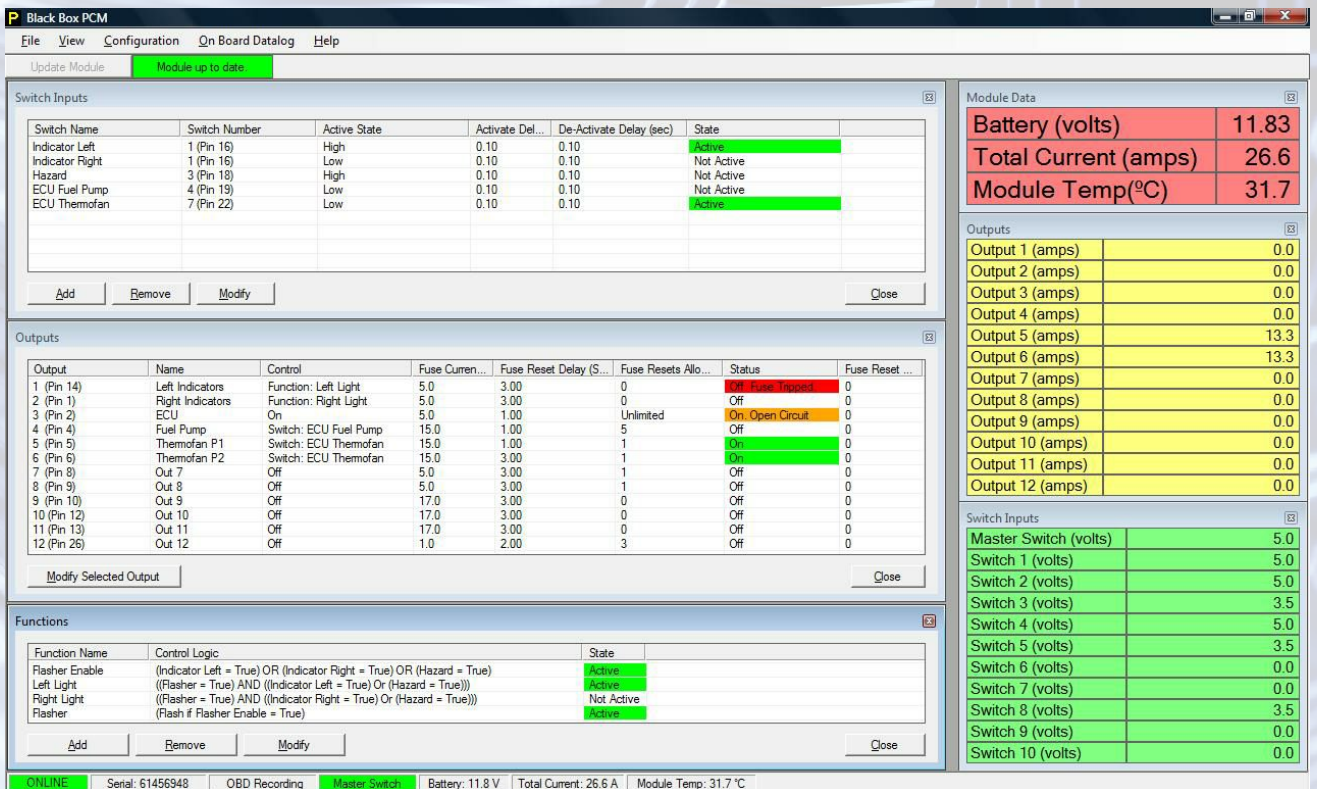 P Black Box PCM
File View Configuration On Board Datalog Help
Update Module Module up to date.
Switch Inputs
Switch Name Switch Number Active State Activate Del... De-Activate Delay (sec) State
Indicator Left 1 (Pin 16) High 0.10 0.10 Active
Indicator Right 1 (Pin 16) Low 0.10 0.10 Not Active
Hazard 3 (Pin 18) High 0.10 0.10 Not Active
ECU Fuel Pump 4 (Pin 19) Low 0.10 0.10 Not Active
ECU Thermofan 7 (Pin 22) Low 0.10 0.10 Active
Add Remove Modify Close
Outputs
Output Name Control Fuse Curren... Fuse Reset Delay (S... Fuse Resets Allo... Status Fuse Reset ...
1 (Pin 14) Left Indicators Function: Left Light 5.0 3.00 0 Off. Fuse Tripped. 0
2 (Pin 1) Right Indicators Function: Right Light 5.0 3.00 0 Off 0
3 (Pin 2) ECU On 5.0 1.00 Unlimited On. Open Circuit 0
4 (Pin 4) Fuel Pump Switch: ECU Fuel Pump 15.0 1.00 5 Off 0
5 (Pin 5) Thermofan P1 Switch: ECU Thermofan 15.0 1.00 1 On 0
6 (Pin 6) Thermofan P2 Switch: ECU Thermofan 15.0 3.00 1 On 0
7 (Pin 8) Out 7 Off 5.0 3.00 1 Off 0
8 (Pin 9) Out 8 Off 5.0 3.00 1 Off 0
9 (Pin 10) Out 9 Off 17.0 3.00 0 Off 0
10 (Pin 12) Out 10 Off 17.0 3.00 0 Off 0
11 (Pin 13) Out 11 Off 17.0 3.00 0 Off 0
12 (Pin 26) Out 12 Off 1.0 2.00 3 Off 0
Modify Selected Output Close
Functions
Function Name Control Logic State
Flasher Enable (Indicator Left = True) OR (Indicator Right = True) OR (Hazard = True) Active
Left Light ((Flasher = True) AND ((Indicator Left = True) Or (Hazard = True))) Active
Right Light ((Flasher = True) AND ((Indicator Right = True) Or (Hazard = True))) Not Active
Flasher (Flash if Flasher Enable = True) Active
Add Remove Modify Close
Module Data
Battery (volts) 11.83
Total Current (amps) 26.6
Module Temp(ºC) 31.7
Outputs
Output 1 (amps) 0.0
Output 2 (amps) 0.0
Output 3 (amps) 0.0
Output 4 (amps) 0.0
Output 5 (amps) 13.3
Output 6 (amps) 13.3
Output 7 (amps) 0.0
Output 8 (amps) 0.0
Output 9 (amps) 0.0
Output 10 (amps) 0.0
Output 11 (amps) 0.0
Output 12 (amps) 0.0
Switch Inputs
Master Switch (volts) 5.0
Switch 1 (volts) 5.0
Switch 2 (volts) 5.0
Switch 3 (volts) 3.5
Switch 4 (volts) 5.0
Switch 5 (volts) 3.5
Switch 6 (volts) 0.0
Switch 7 (volts) 0.0
Switch 8 (volts) 3.5
Switch 9 (volts) 0.0
Switch 10 (volts) 0.0
ONLINE Serial: 61456948 OBD Recording Master Switch Battery: 11.8 V Total Current: 26.6 A Module Temp: 31.7 °C